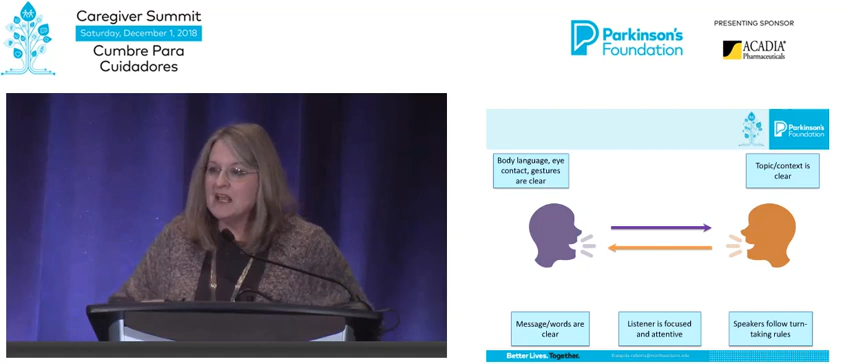 Caregiver Summit
Saturday, December 1, 2018
Cumbre Para
Cuidadores
Parkinson's
Foundation
PRESENTING SPONSOR
ACADIA®
Pharmaceuticals
Parkinson's
Foundation
Body language, eye
contact, gestures
are clear
Topic/context is
clear
Message/words are
clear
Listener is focused
and attentive
Speakers follow turn-
taking rules
Better Lives. Together.